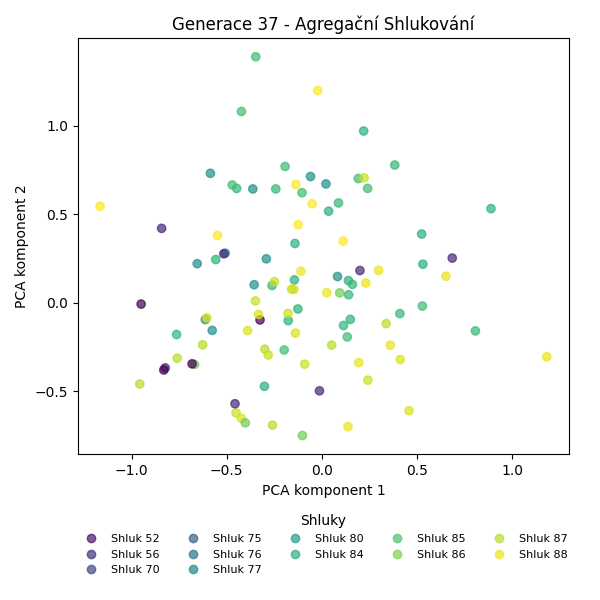 Generace 37 - Agregační Shlukování
PCA komponent 2
1.0
0.5
0.0
−0.5
−1.0
−0.5
0.0
0.5
1.0
PCA komponent 1
Shluky
Shluk 52
Shluk 56
Shluk 70
Shluk 75
Shluk 76
Shluk 77
Shluk 80
Shluk 84
Shluk 85
Shluk 86
Shluk 87
Shluk 88